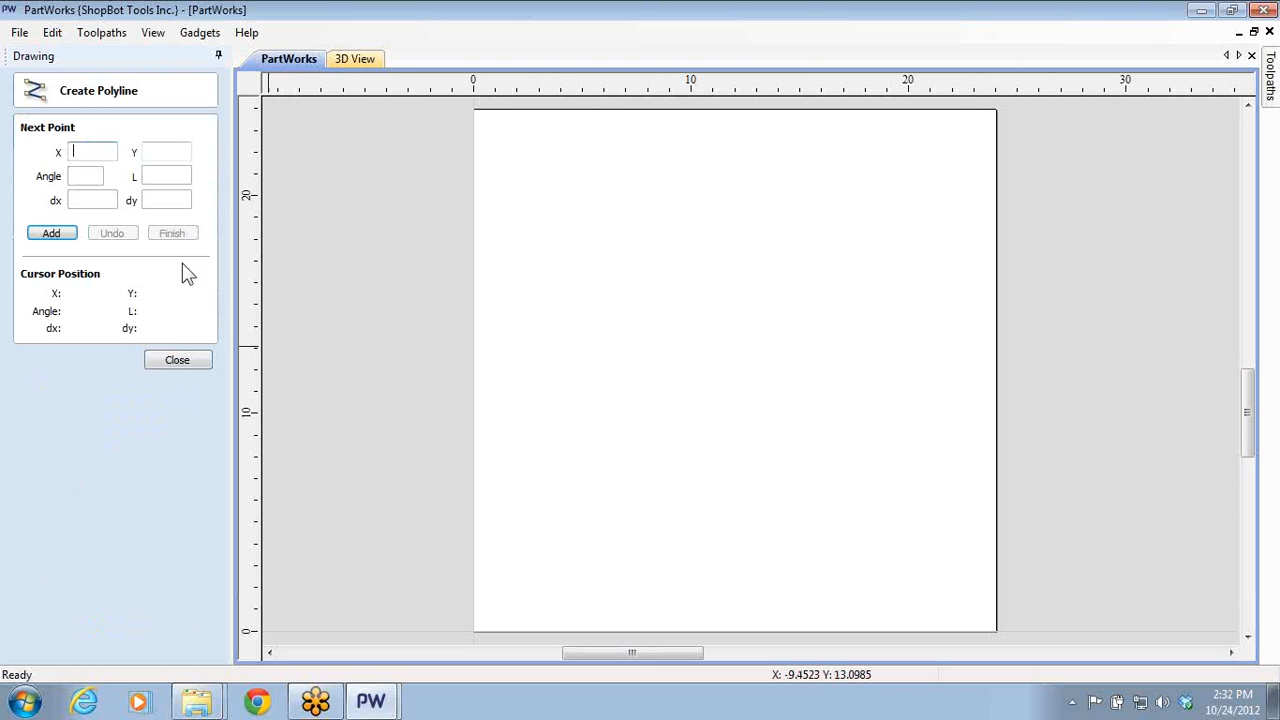 PW PartWorks {ShopBot Tools Inc.} - [PartWorks]
File Edit Toolpaths View Gadgets Help
Drawing
PartWorks 3D View
Toolpaths
Create Polyline
0 10 20 30
Next Point
X Y
Angle L
dx dy
20
Add Undo Finish
Cursor Position
X: Y:
Angle: L:
dx: dy:
Close
10
0
Ready X: -9.4523 Y: 13.0985
PW
2:32 PM
10/24/2012